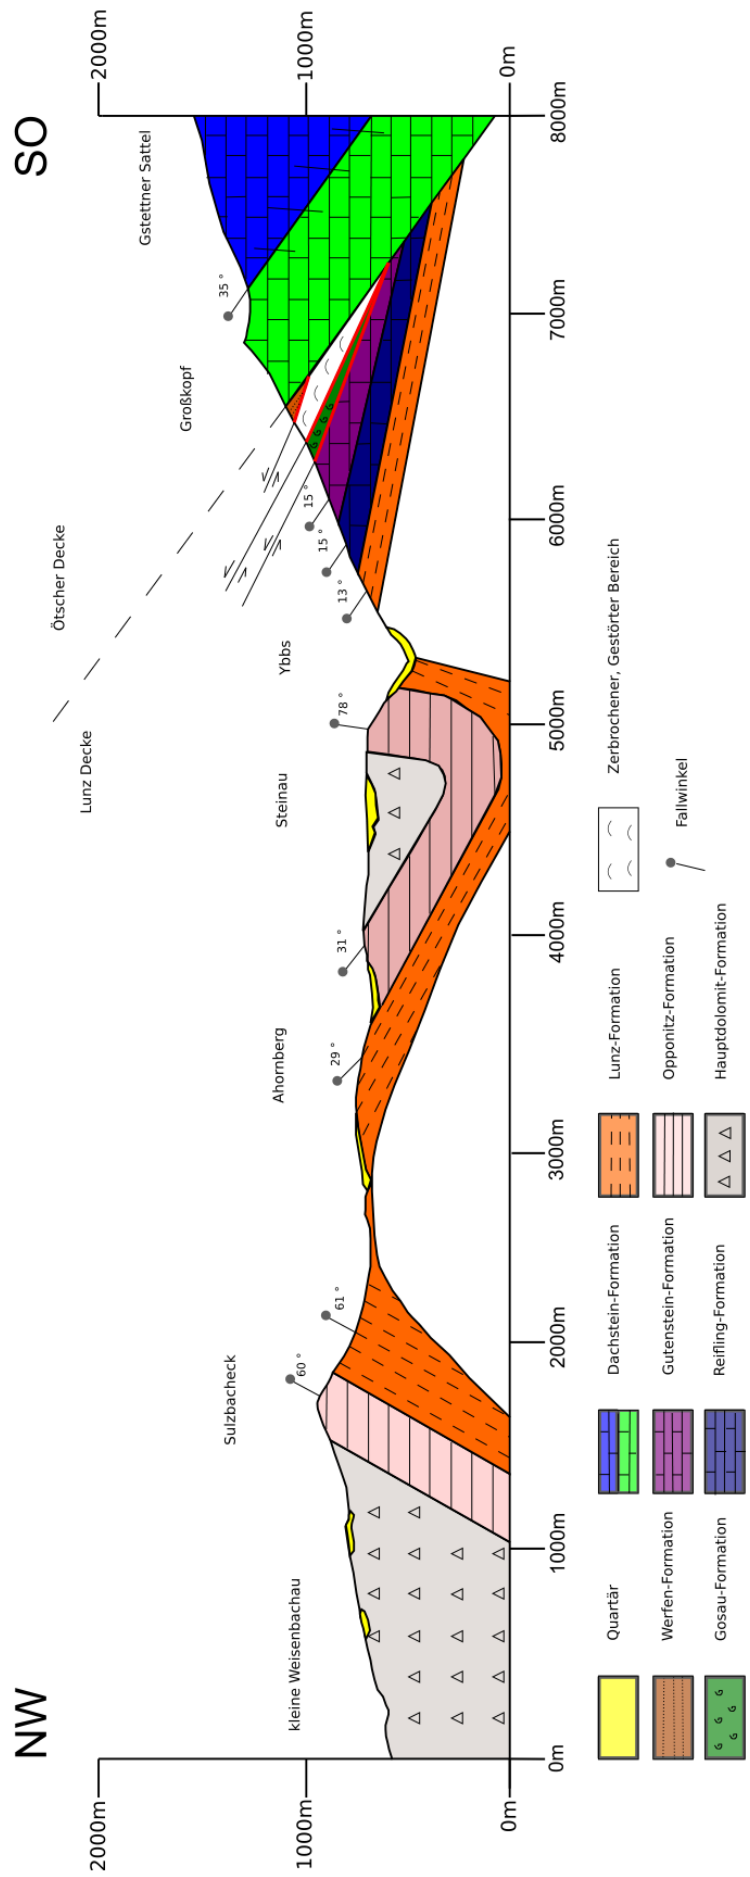 NW
SO
2000m
2000m
1000m
1000m
0m
0m
Ötscher Decke
Lunz Decke
Gstettner Sattel
Großkopf
Sulzbacheck
Ahornberg
Steinau
Ybbs
kleine Weisenbachau
60 °
61 °
29 °
31 °
78 °
13 °
15 °
15 °
35 °
0m
1000m
2000m
3000m
4000m
5000m
6000m
7000m
8000m
Quartär
Dachstein-Formation
Lunz-Formation
Zerbrochener, Gestörter Bereich
Werfen-Formation
Gutenstein-Formation
Opponitz-Formation
Fallwinkel
Gosau-Formation
Reifling-Formation
Hauptdolomit-Formation